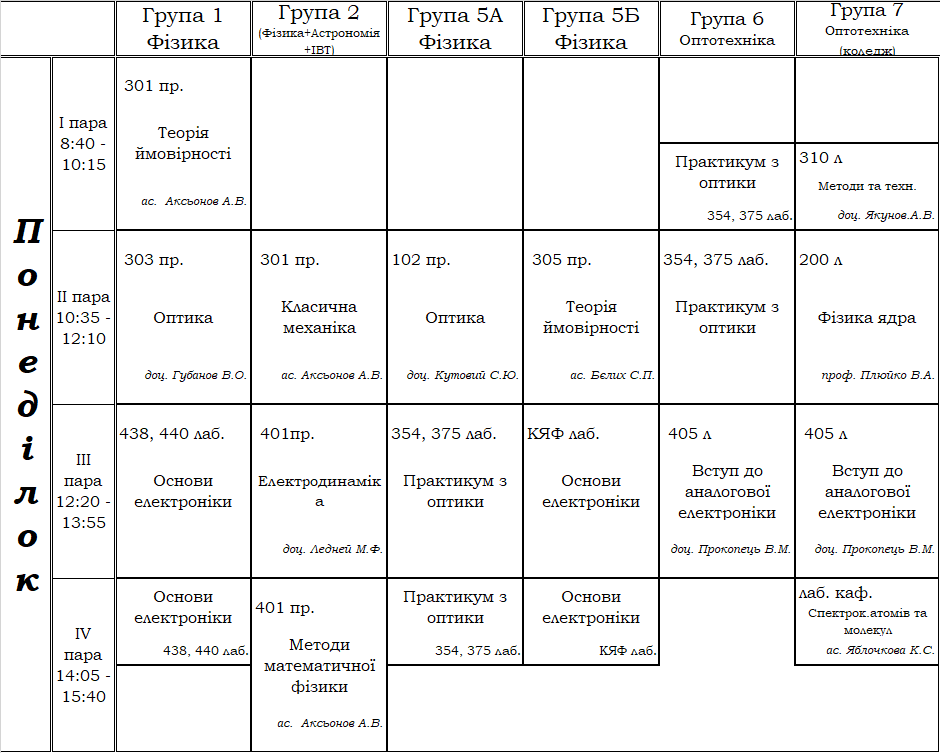 Група 1
Фізика
Група 2
(Фізика+Астрономія
+ІВТ)
Група 5А
Фізика
Група 5Б
Фізика
Група 6
Оптотехніка
Група 7
Оптотехніка
(коледж)
Понеділок
І пара
8:40 -
10:15
301 пр.
Теорія
ймовірності
ас. Аксьонов А.В.
Практикум з
оптики
354, 375 лаб.
310 л
Методи та техн.
доц. Якунов.А.В.
ІІ пара
10:35 -
12:10
303 пр.
Оптика
доц. Губанов В.О.
301 пр.
Класична
механіка
ас. Аксьонов А.В.
102 пр.
Оптика
доц. Кутовий С.Ю.
305 пр.
Теорія
ймовірності
ас. Бєлих С.П.
354, 375 лаб.
Практикум з
оптики
200 л
Фізика ядра
проф. Плюйко В.А.
ІІІ
пара
12:20 -
13:55
438, 440 лаб.
Основи
електроніки
401пр.
Електродинамік
а
доц. Ледней М.Ф.
354, 375 лаб.
Практикум з
оптики
КЯФ лаб.
Основи
електроніки
405 л
Вступ до
аналогової
електроніки
доц. Прокопець В.М.
405 л
Вступ до
аналогової
електроніки
доц. Прокопець В.М.
IV
пара
14:05 -
15:40
Основи
електроніки
438, 440 лаб.
401 пр.
Методи
математичної
фізики
ас. Аксьонов А.В.
Практикум з
оптики
354, 375 лаб.
Основи
електроніки
КЯФ лаб.
лаб. каф.
Спектрок.атомів та
молекул
ас. Яблочкова К.С.